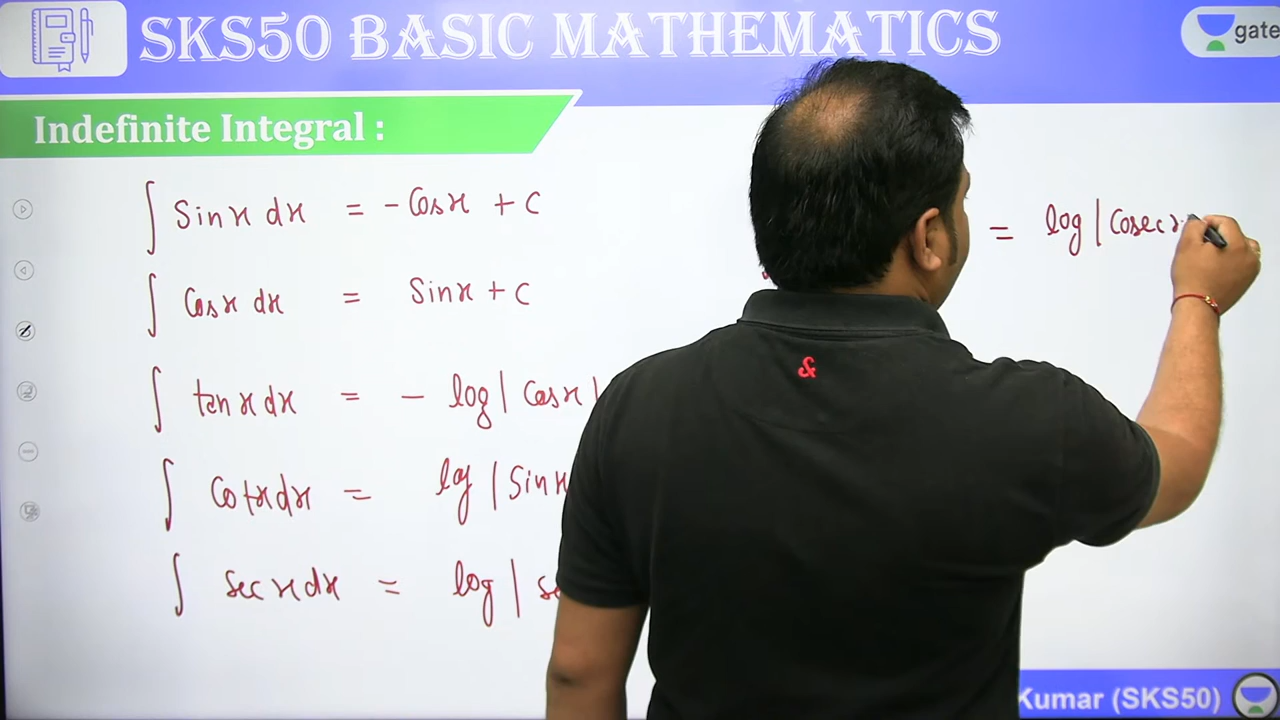 SKS50 BASIC MATHEMATICS
gate
Indefinite Integral :
∫ Sin x dx = - Cos x + C
∫ Cos x dx = Sin x + C
∫ tan x dx = - log | Cos x |
∫ Cot x dx = log | Sin x
∫ sec x dx = log | se
= log | Cosec x
Kumar (SKS50)